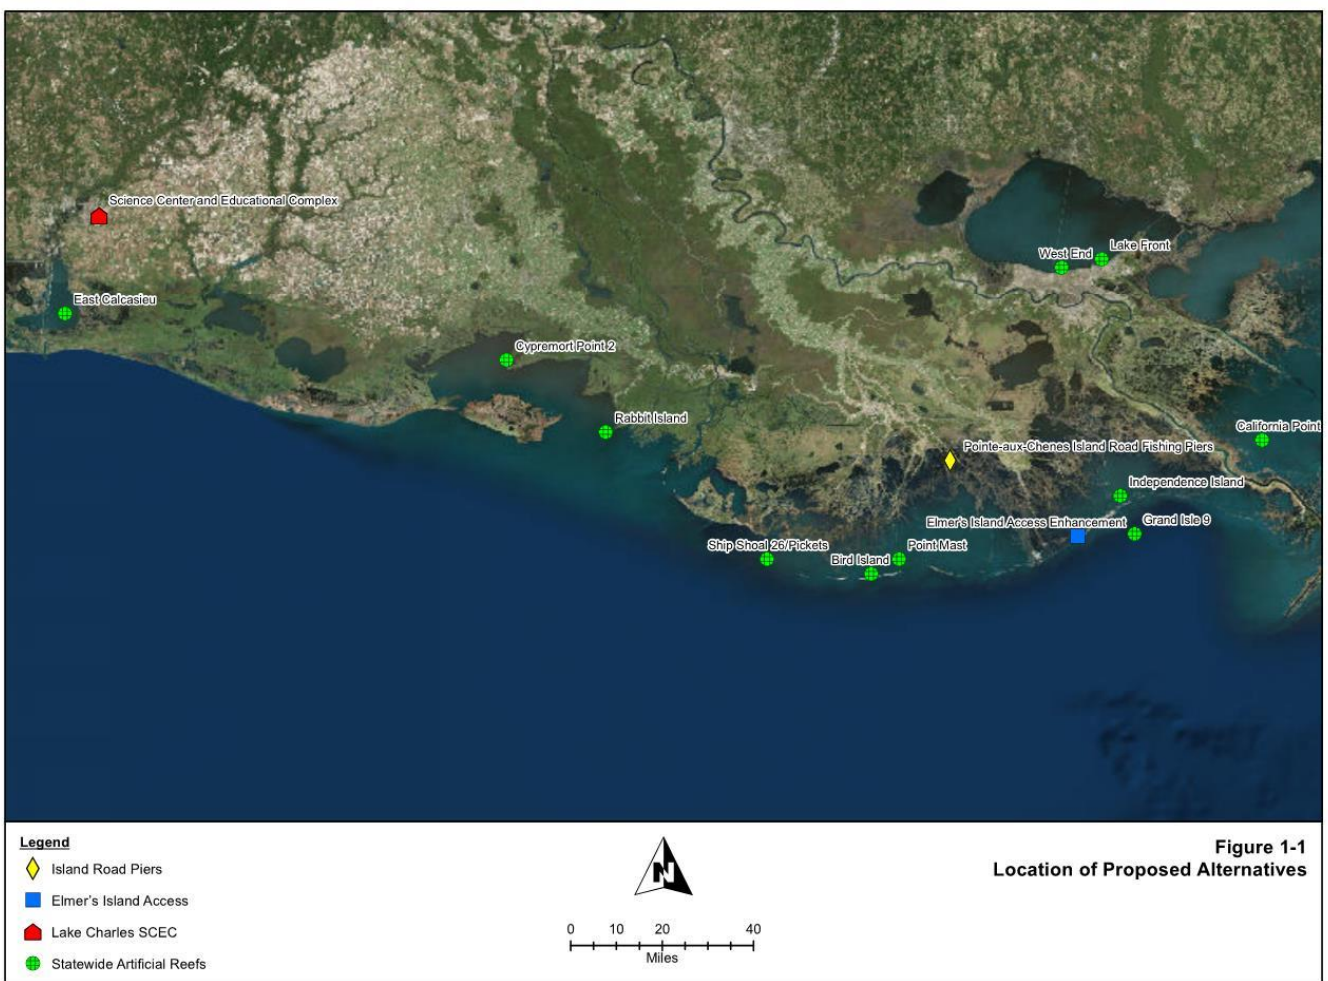 Science Center and Educational Complex
West End
Lake Front
East Calcasieu
Cypremort Point 2
Rabbit Island
California Point
Pointe-aux-Chenes Island Road Fishing Piers
Independence Island
Elmer's Island Access Enhancement
Grand Isle 9
Ship Shoal 26/Pickets
Bird Island
Point Mast
Legend
Island Road Piers
Elmer's Island Access
Lake Charles SCEC
Statewide Artificial Reefs
N
0 10 20 40
Miles
Figure 1-1
Location of Proposed Alternatives